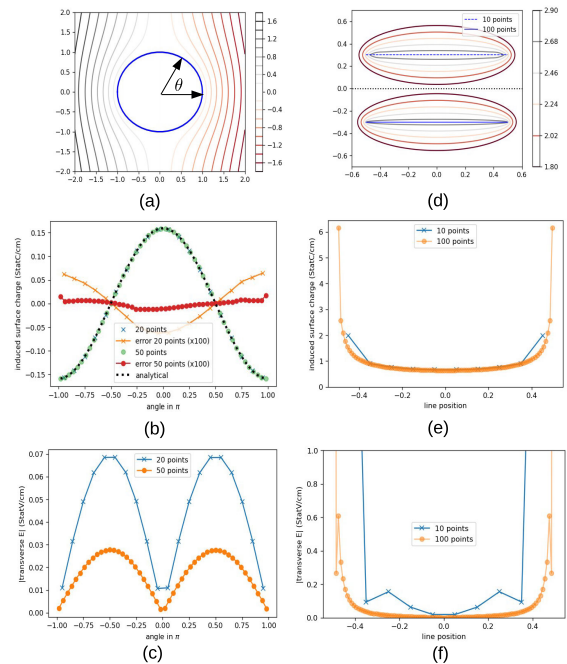 2.0
1.5
1.0
0.5
0.0
−0.5
−1.0
−1.5
−2.0
−2.0 −1.5 −1.0 −0.5 0.0 0.5 1.0 1.5 2.0
θ
1.6
1.2
0.8
0.4
0.0
−0.4
−0.8
−1.2
−1.6
(a)
0.6
0.4
0.2
0.0
−0.2
−0.4
−0.6
−0.6 −0.4 −0.2 0.0 0.2 0.4 0.6
10 points
100 points
2.90
2.68
2.46
2.24
2.02
1.80
(d)
induced surface charge (StatC/cm)
0.15
0.10
0.05
0.00
−0.05
−0.10
−0.15
20 points
error 20 points (x100)
50 points
error 50 points (x100)
analytical
−1.00 −0.75 −0.50 −0.25 0.00 0.25 0.50 0.75 1.00
angle in π
(b)
induced surface charge (StatC/cm)
6
5
4
3
2
1
0
10 points
100 points
−0.4 −0.2 0.0 0.2 0.4
line position
(e)
|transverse E| (StatV/cm)
0.07
0.06
0.05
0.04
0.03
0.02
0.01
0.00
20 points
50 points
−1.00 −0.75 −0.50 −0.25 0.00 0.25 0.50 0.75 1.00
angle in π
(c)
|transverse E| (StatV/cm)
1.0
0.8
0.6
0.4
0.2
0.0
10 points
100 points
−0.4 −0.2 0.0 0.2 0.4
line position
(f)